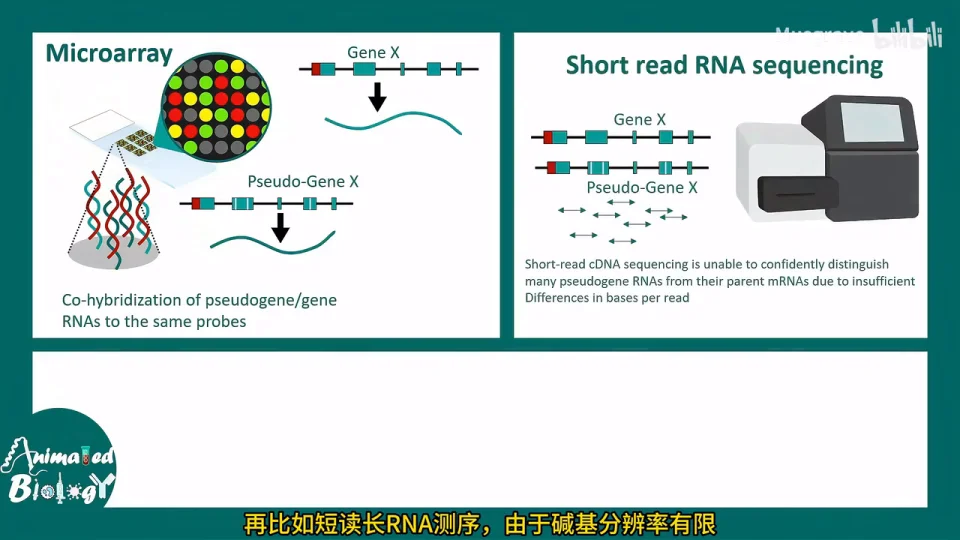 Microarray
Gene X
Pseudo-Gene X
Co-hybridization of pseudogene/gene
RNAs to the same probes
bilibili
Short read RNA sequencing
Gene X
Pseudo-Gene X
Short-read cDNA sequencing is unable to confidently distinguish
many pseudogene RNAs from their parent mRNAs due to insufficient
Differences in bases per read
Animated
Biology
再比如短读长RNA测序，由于碱基分辨率有限